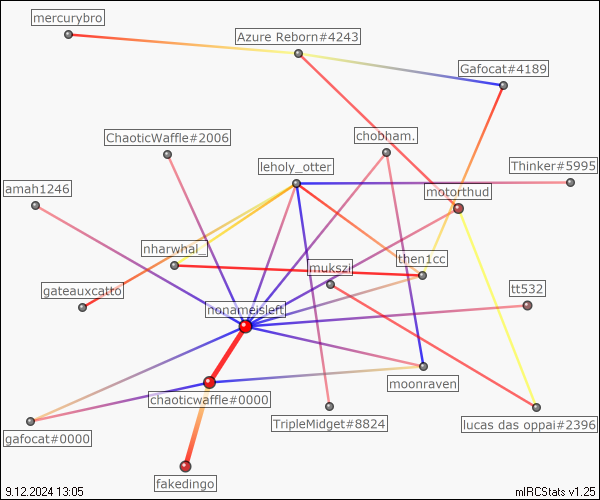 mercurybro
Azure Reborn#4243
Gafocat#4189
ChaoticWaffle#2006
chobham.
leholy_otter
Thinker#5995
amah1246
motorthud
nharwhal_
then1cc
mukszi
gateauxcatto
tt532
nonameisleft
moonraven
chaoticwaffle#0000
TripleMidget#8824
lucas das oppai#2396
gafocat#0000
fakedingo
9.12.2024 13:05
mIRCStats v1.25